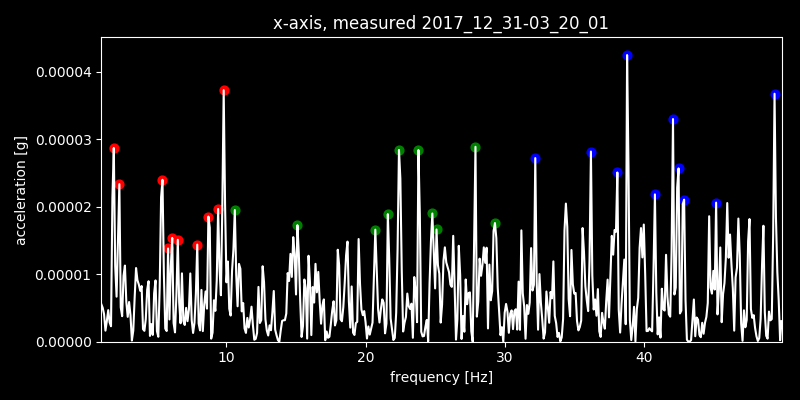 x-axis, measured 2017_12_31-03_20_01
acceleration [g]
0.00004
0.00003
0.00002
0.00001
0.00000
10 20 30 40
frequency [Hz]